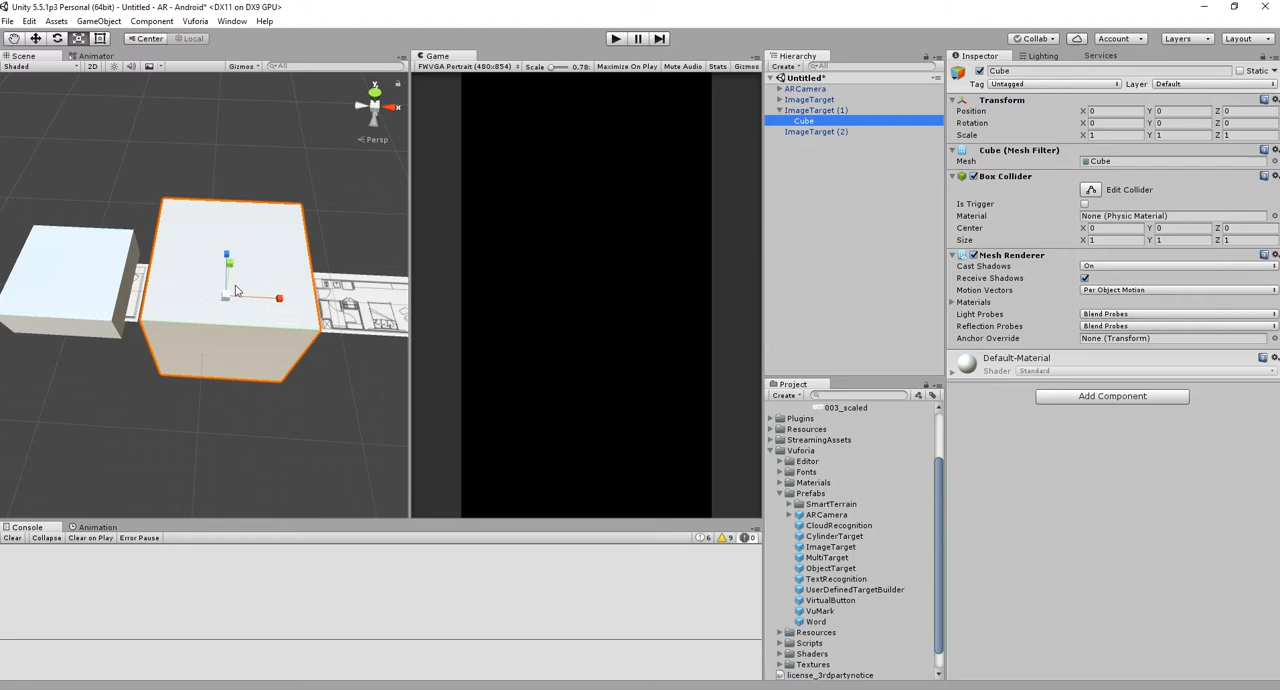 Unity 5.5.1p3 Personal (64bit) - Untitled - AR - Android* <DX11 on DX9 GPU>
File Edit Assets GameObject Component Vuforia Window Help
Center Local
Collab Account Layers Layout
Scene Animator
Shaded 2D Gizmos All
y
x
Persp
Game
FWVGA Portrait (480x854) Scale 0.78: Maximize On Play Mute Audio Stats Gizmos
Hierarchy
Create All
Untitled*
ARCamera
ImageTarget
ImageTarget (1)
Cube
ImageTarget (2)
Project
Create
003_scaled
Plugins
Resources
StreamingAssets
Vuforia
Editor
Fonts
Materials
Prefabs
SmartTerrain
ARCamera
CloudRecognition
CylinderTarget
ImageTarget
MultiTarget
ObjectTarget
TextRecognition
UserDefinedTargetBuilder
VirtualButton
VuMark
Word
Resources
Scripts
Shaders
Textures
license_3rdpartynotice
Inspector Lighting Services
Cube Static
Tag Untagged Layer Default
Transform
Position X 0 Y 0 Z 0
Rotation X 0 Y 0 Z 0
Scale X 1 Y 1 Z 1
Cube (Mesh Filter)
Mesh Cube
Box Collider
Edit Collider
Is Trigger
Material None (Physic Material)
Center X 0 Y 0 Z 0
Size X 1 Y 1 Z 1
Mesh Renderer
Cast Shadows On
Receive Shadows
Motion Vectors Per Object Motion
Materials
Light Probes Blend Probes
Reflection Probes Blend Probes
Anchor Override None (Transform)
Default-Material
Shader Standard
Add Component
Console Animation
Clear Collapse Clear on Play Error Pause 6 9 0